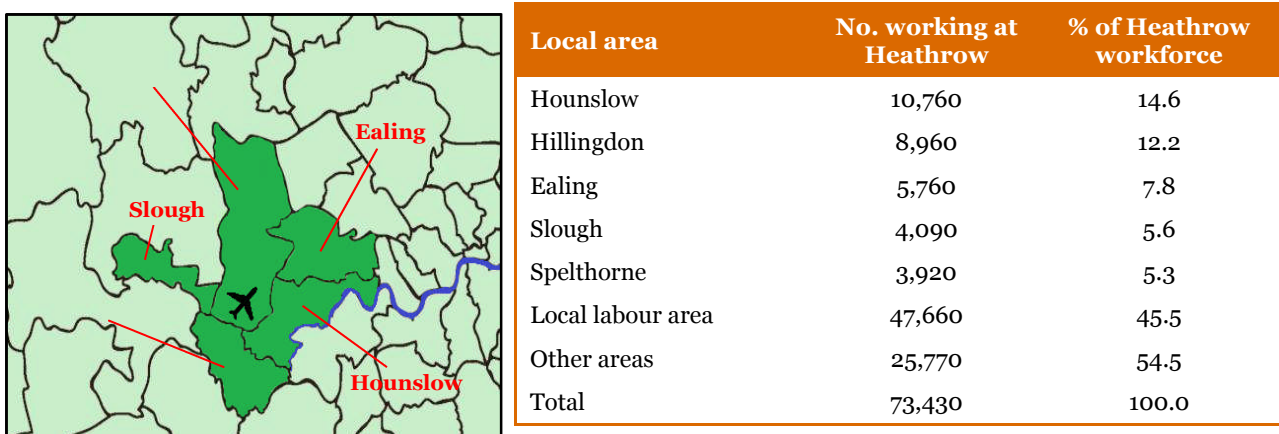 Ealing
Slough
Hounslow
Local area No. working at Heathrow % of Heathrow workforce
Hounslow 10,760 14.6
Hillingdon 8,960 12.2
Ealing 5,760 7.8
Slough 4,090 5.6
Spelthorne 3,920 5.3
Local labour area 47,660 45.5
Other areas 25,770 54.5
Total 73,430 100.0